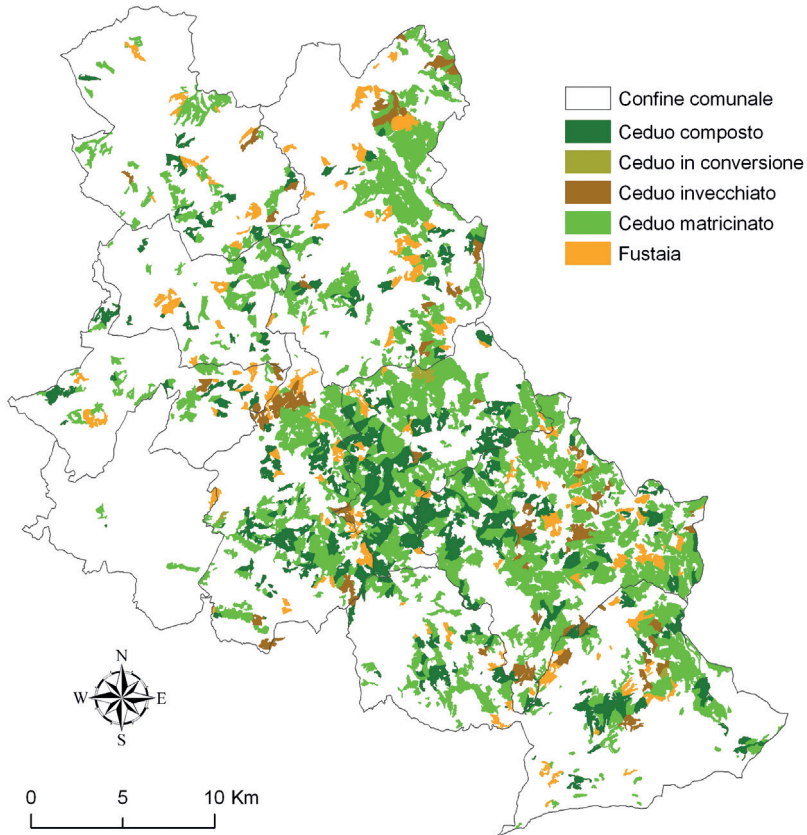 Confine comunale
Ceduo composto
Ceduo in conversione
Ceduo invecchiato
Ceduo matricinato
Fustaia
N
W E
S
0 5 10 Km